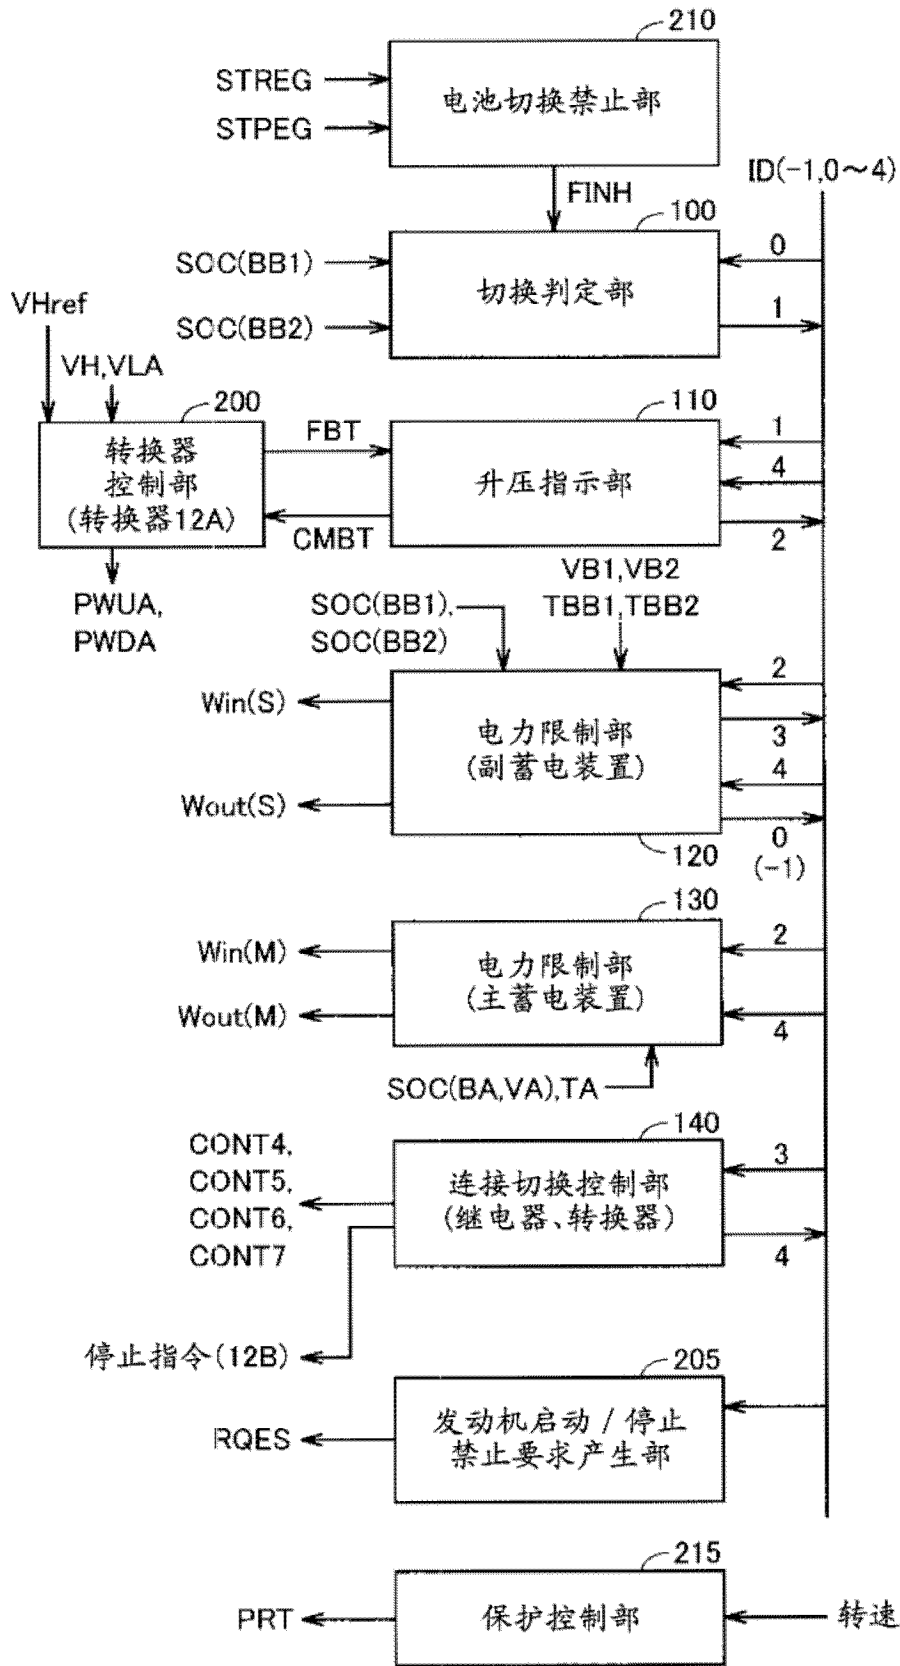 210
STREG
STPEG
电池切换禁止部
ID(-1,0～4)
FINH
100
SOC(BB1)
SOC(BB2)
切换判定部
0
1
VHref
VH,VLA
200
转换器
控制部
(转换器12A)
FBT
CMBT
110
升压指示部
1
4
2
PWUA,
PWDA
VB1,VB2
TBB1,TBB2
SOC(BB1),
SOC(BB2)
Win(S)
Wout(S)
电力限制部
(副蓄电装置)
2
3
4
0
(-1)
120
130
Win(M)
Wout(M)
电力限制部
(主蓄电装置)
2
4
SOC(BA,VA),TA
140
CONT4,
CONT5,
CONT6,
CONT7
连接切换控制部
(继电器、转换器)
3
4
停止指令(12B)
205
RQES
发动机启动/停止
禁止要求产生部
215
PRT
保护控制部
转速